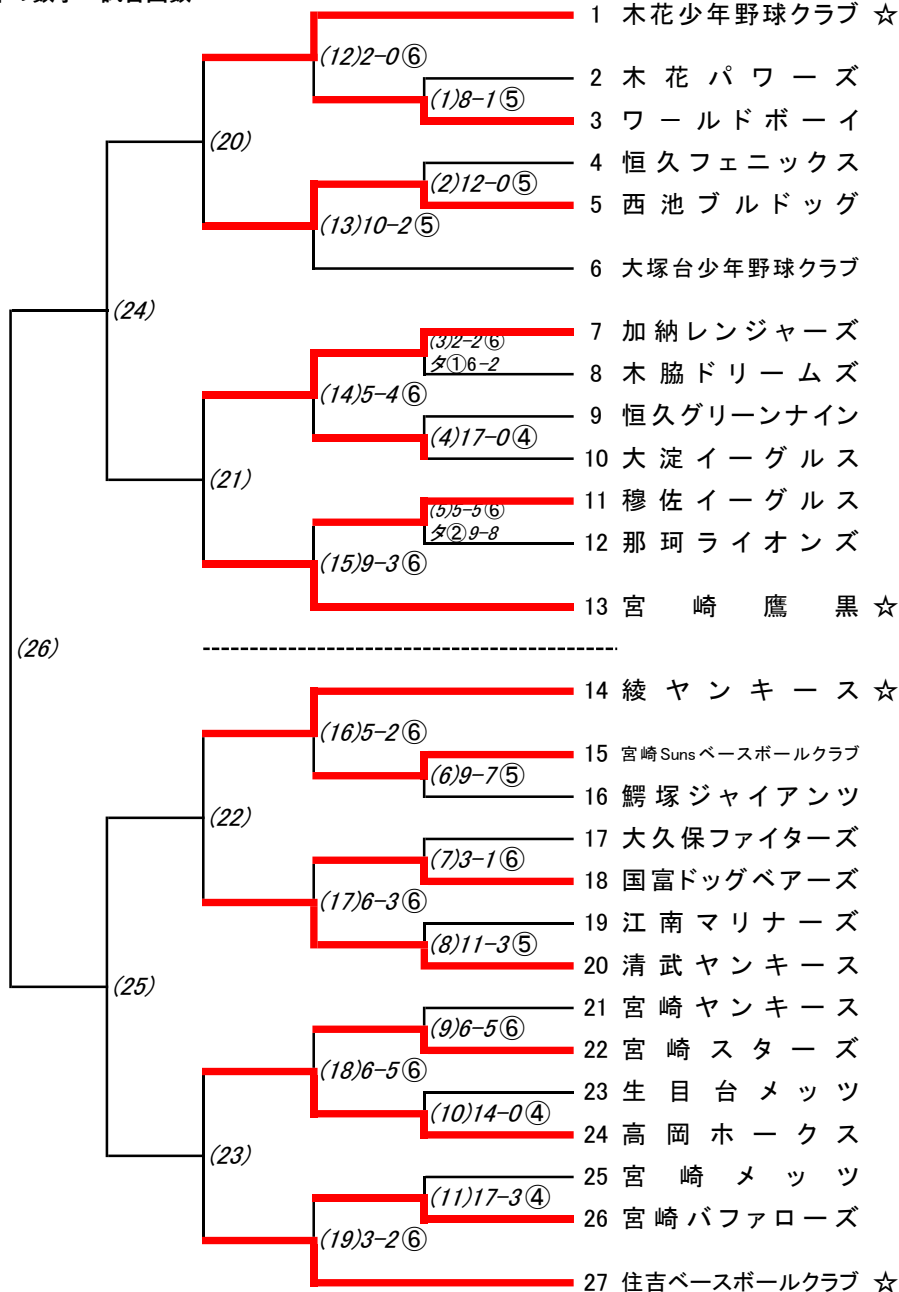 1 木花少年野球クラブ ☆
(12)2-0⑥
2 木花パワーズ
(1)8-1⑤
3 ワールドボーイ
(20)
4 恒久フェニックス
(2)12-0⑤
5 西池ブルドッグ
(13)10-2⑤
6 大塚台少年野球クラブ
(24)
7 加納レンジャーズ
(3)2-2⑥
タ①6-2
8 木脇ドリームズ
(14)5-4⑥
9 恒久グリーンナイン
(4)17-0④
10 大淀イーグルス
(21)
11 穆佐イーグルス
(5)5-5⑥
タ②9-8
12 那珂ライオンズ
(15)9-3⑥
13 宮崎鷹黒 ☆
(26)
14 綾ヤンキース ☆
(16)5-2⑥
15 宮崎Sunsベースボールクラブ
(6)9-7⑤
16 鰐塚ジャイアンツ
(22)
17 大久保ファイターズ
(7)3-1⑥
18 国富ドッグベアーズ
(17)6-3⑥
19 江南マリナーズ
(8)11-3⑤
20 清武ヤンキース
(25)
21 宮崎ヤンキース
(9)6-5⑥
22 宮崎スターズ
(18)6-5⑥
23 生目台メッツ
(10)14-0④
24 高岡ホークス
(23)
25 宮崎メッツ
(11)17-3④
26 宮崎バファローズ
(19)3-2⑥
27 住吉ベースボールクラブ ☆